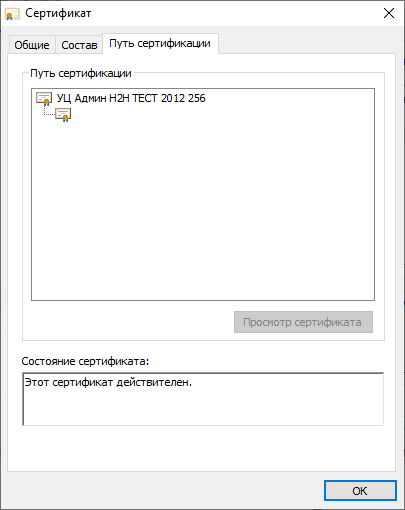 Сертификат
Общие Состав Путь сертификации
Путь сертификации
УЦ Админ H2H ТЕСТ 2012 256
Просмотр сертификата
Состояние сертификата:
Этот сертификат действителен.
ОК